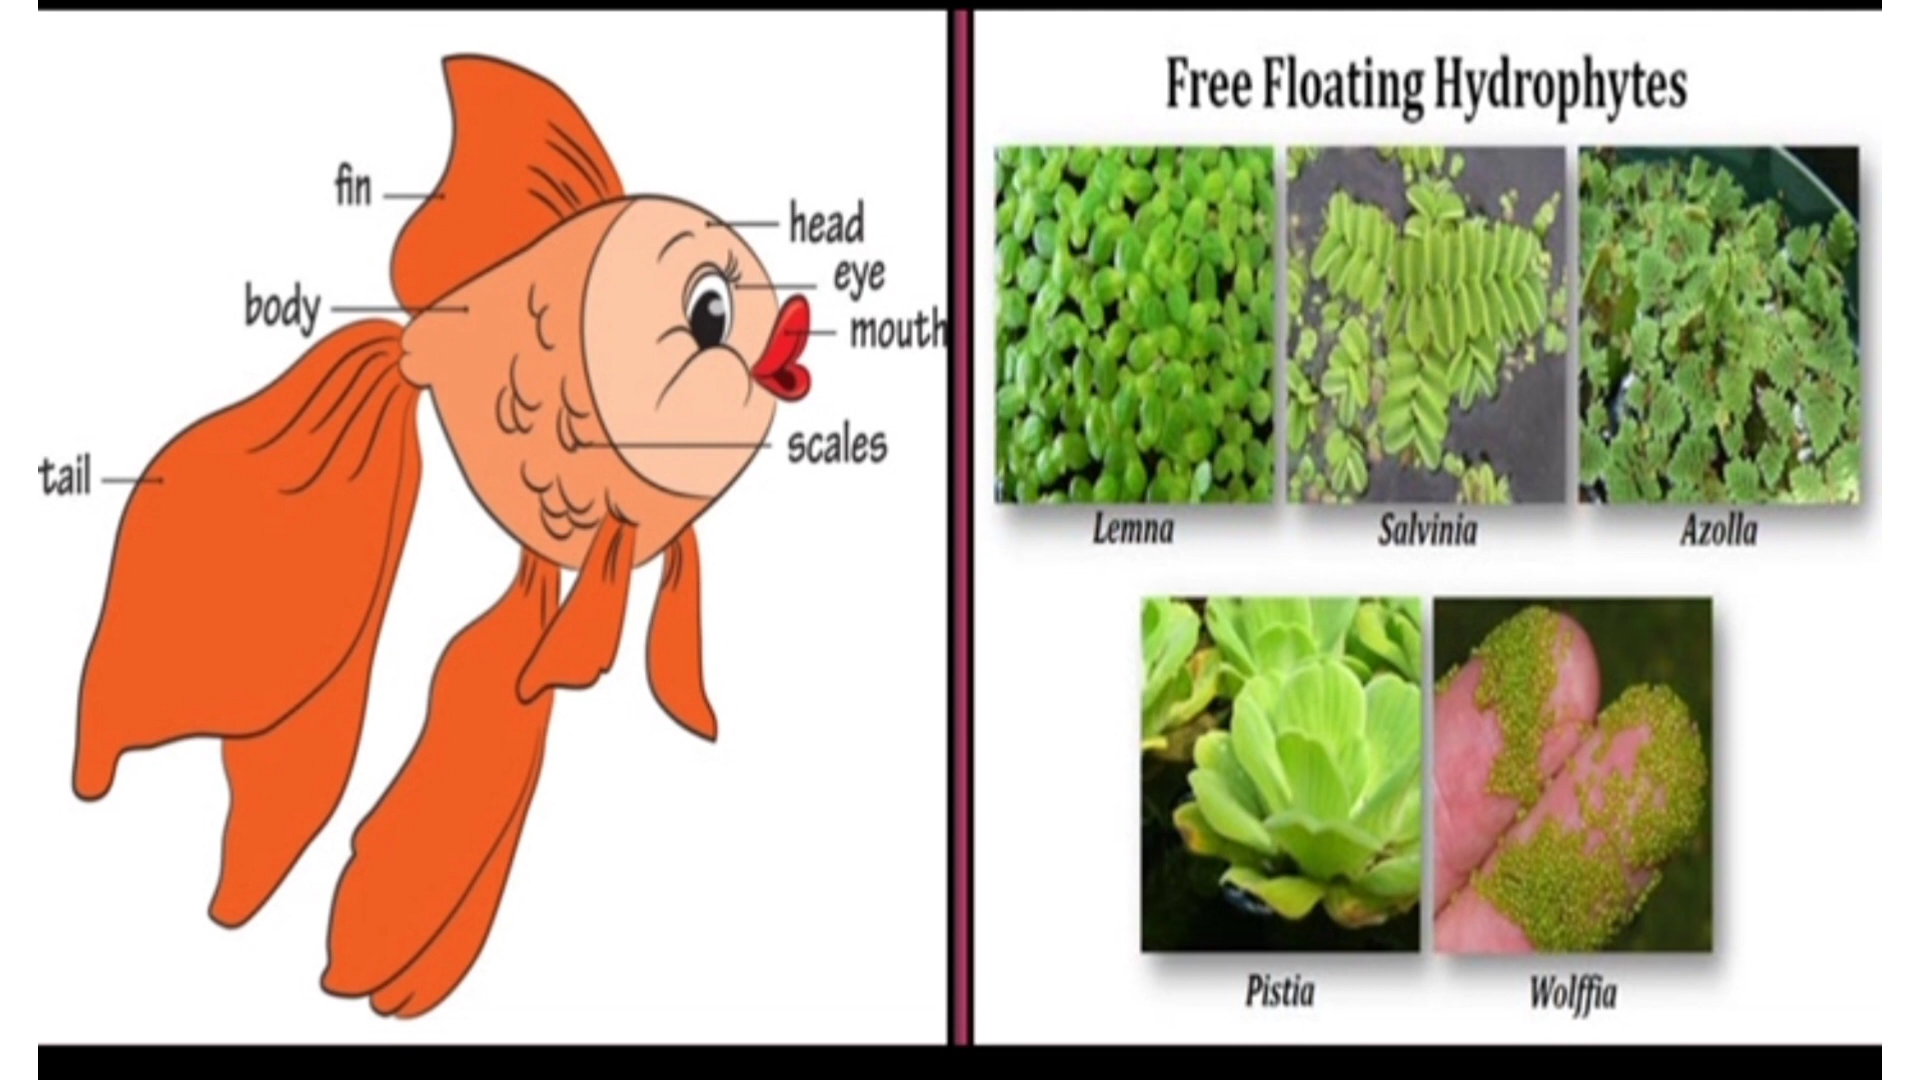 fin
head
eye
body
mouth
scales
tail
Free Floating Hydrophytes
Lemna
Salvinia
Azolla
Pistia
Wolffia